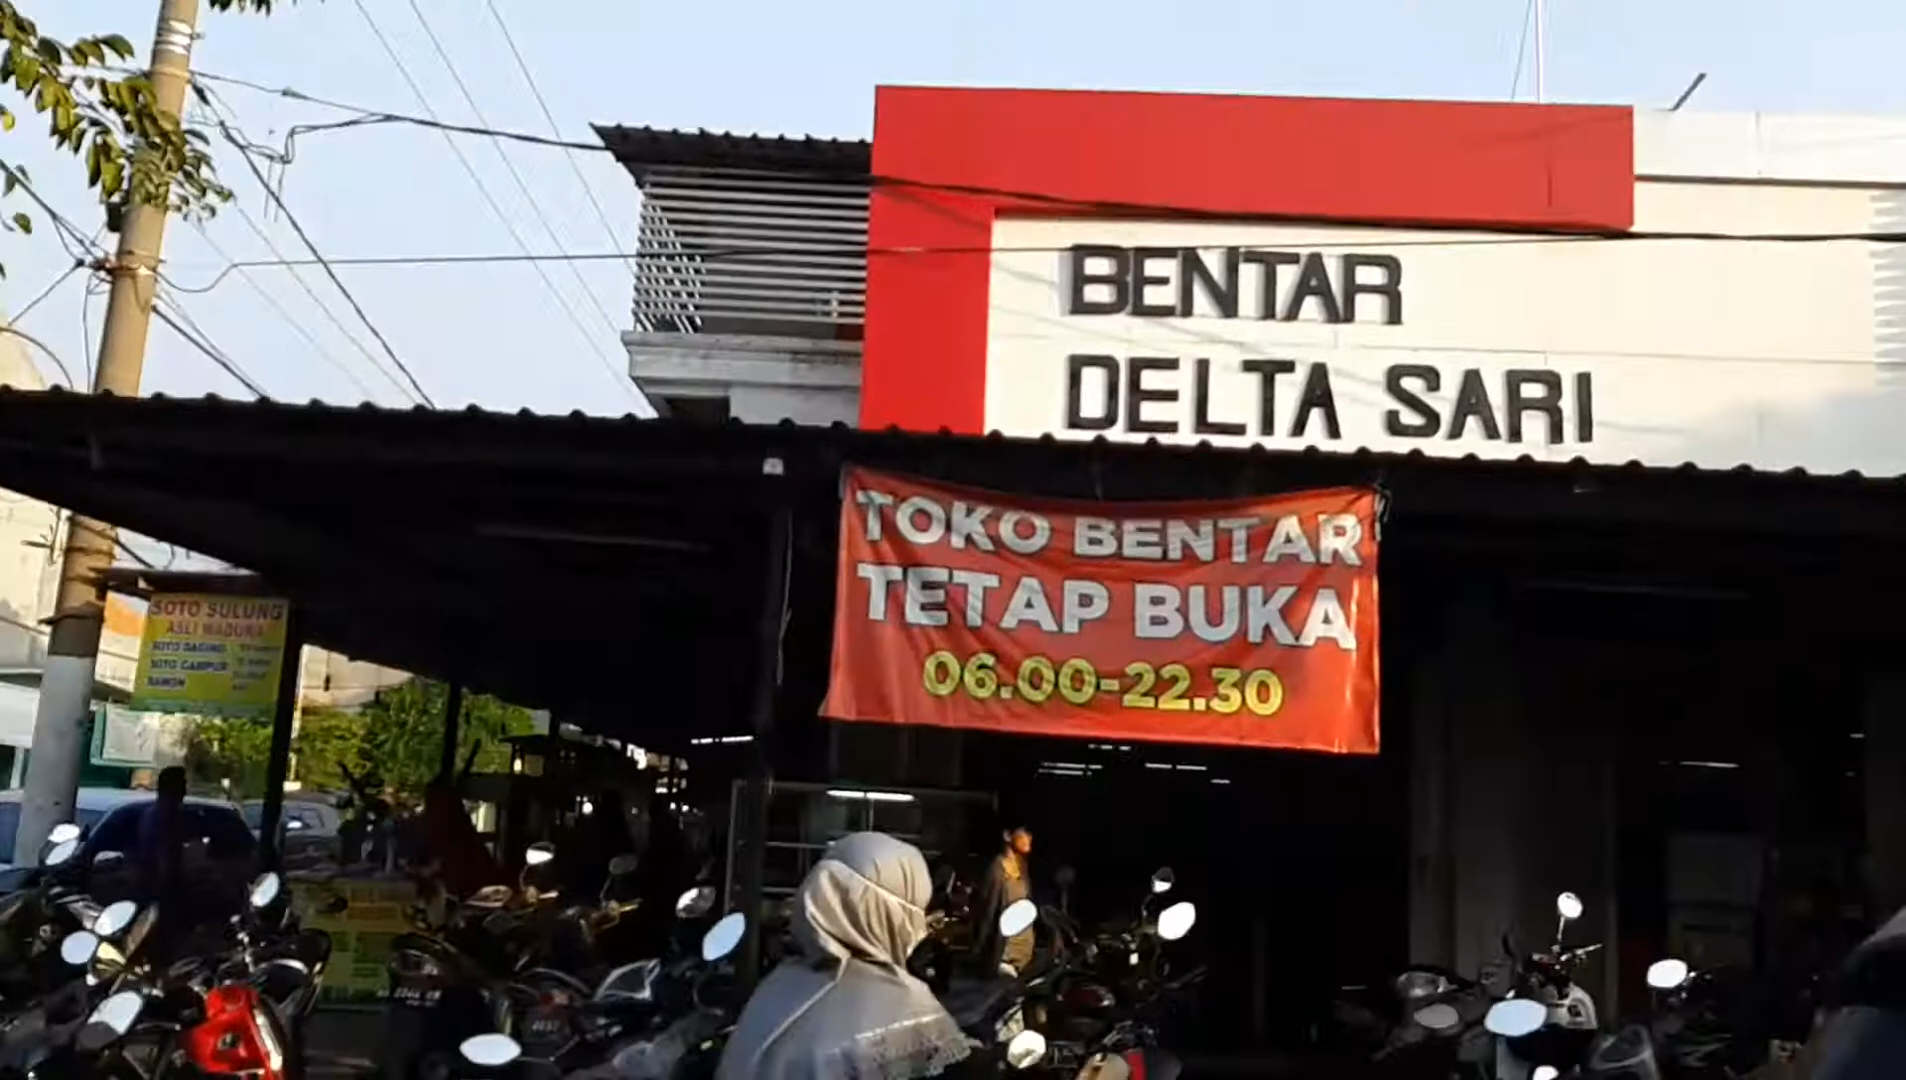 BENTAR
DELTA SARI
TOKO BENTAR
TETAP BUKA
06.00-22.30
SOTO SULUNG
ASLI MADURA
SOTO DAGING
SOTO CAMPUR